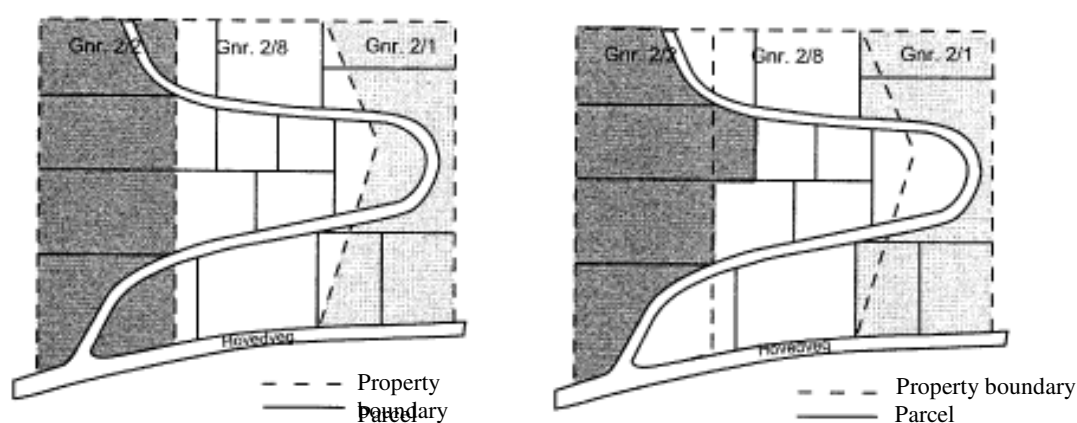 Gnr. 2/2 Gnr. 2/8 Gnr. 2/1
Hovedveg
Property
boundary
Parcel
Gnr. 2/2 Gnr. 2/8 Gnr. 2/1
Hovedveg
Property boundary
Parcel